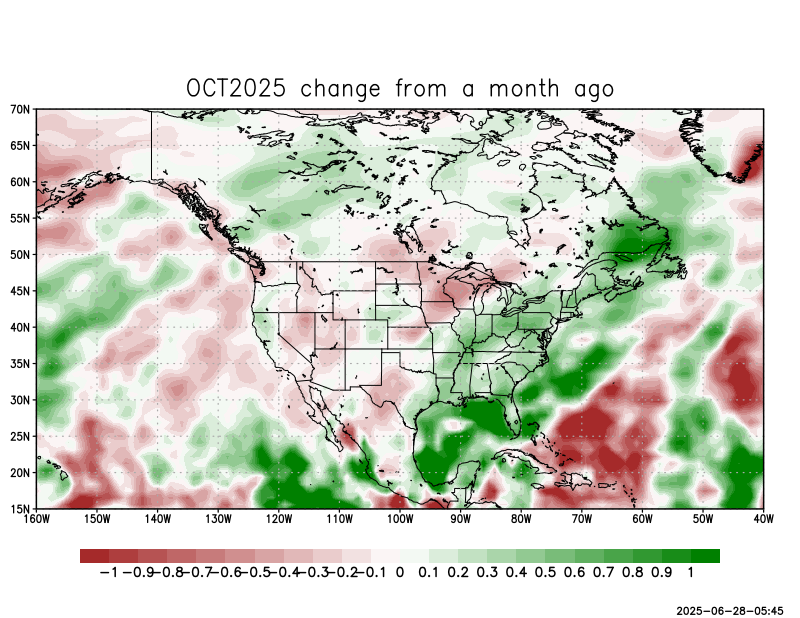 OCT2025 change from a month ago
70N
65N
60N
55N
50N
45N
40N
35N
30N
25N
20N
15N
160W 150W 140W 130W 120W 110W 100W 90W 80W 70W 60W 50W 40W
-1 -0.9 -0.8 -0.7 -0.6 -0.5 -0.4 -0.3 -0.2 -0.1 0 0.1 0.2 0.3 0.4 0.5 0.6 0.7 0.8 0.9 1
2025-06-28-05:45